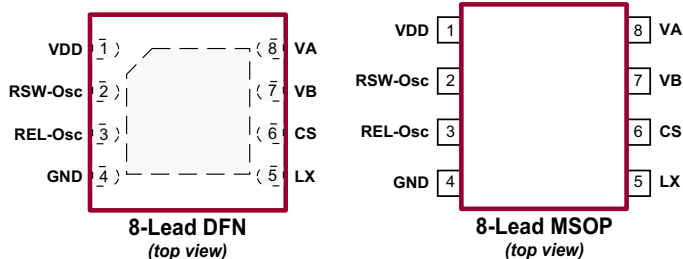 VDD 1 8 VA
RSW-Osc 2 7 VB
REL-Osc 3 6 CS
GND 4 5 LX
8-Lead DFN
(top view)
VDD 1 8 VA
RSW-Osc 2 7 VB
REL-Osc 3 6 CS
GND 4 5 LX
8-Lead MSOP
(top view)